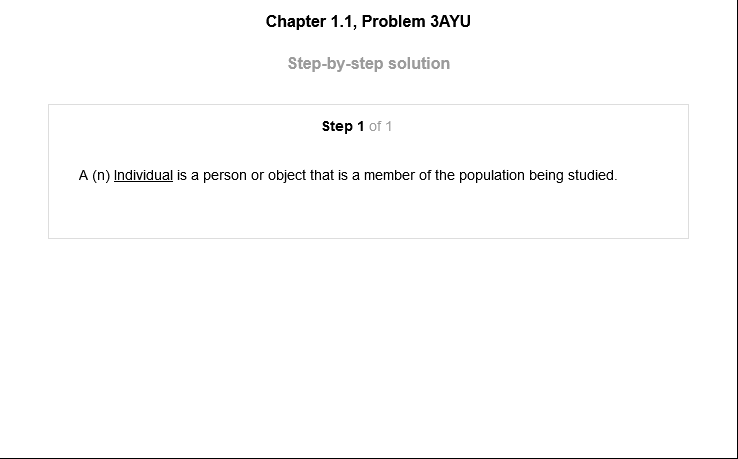 Chapter 1.1, Problem 3AYU
Step-by-step solution
Step 1 of 1
A (n) Individual is a person or object that is a member of the population being studied.